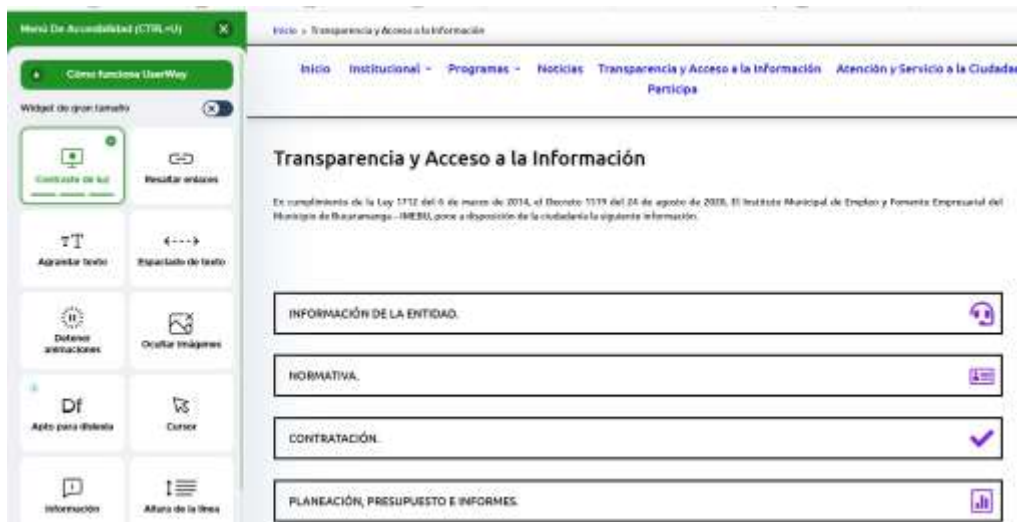 Menú De Accesibilidad (CTRL+U)
Cómo funciona UserWay
Widget de gran tamaño
Contraste de luz
Resaltar enlaces
Agrandar texto
Espaciado de texto
Detener animaciones
Ocultar imágenes
Df
Apto para dislexia
Cursor
Información
Altura de la línea
Inicio » Transparencia y Acceso a la Información
Inicio Institucional Programas Noticias Transparencia y Acceso a la Información Atención y Servicio a la Ciudada
Participa
Transparencia y Acceso a la Información
En cumplimiento de la Ley 1712 del 6 de marzo de 2014, el Decreto 1519 del 24 de agosto de 2020, El Instituto Municipal de Empleo y Fomento Empresarial del
Municipio de Bucaramanga – IMEBU, pone a disposición de la ciudadanía la siguiente información.
INFORMACIÓN DE LA ENTIDAD.
NORMATIVA.
CONTRATACIÓN.
PLANEACIÓN, PRESUPUESTO E INFORMES.